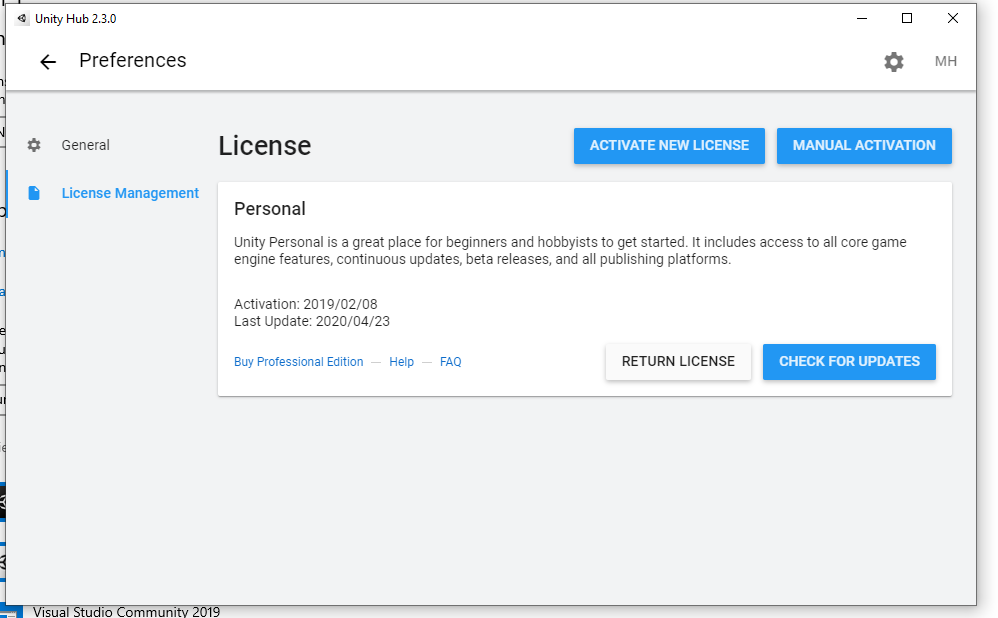 Unity Hub 2.3.0
Preferences
MH
General
License Management
License
ACTIVATE NEW LICENSE
MANUAL ACTIVATION
Personal
Unity Personal is a great place for beginners and hobbyists to get started. It includes access to all core game
engine features, continuous updates, beta releases, and all publishing platforms.
Activation: 2019/02/08
Last Update: 2020/04/23
Buy Professional Edition — Help — FAQ
RETURN LICENSE
CHECK FOR UPDATES
Visual Studio Community 2019